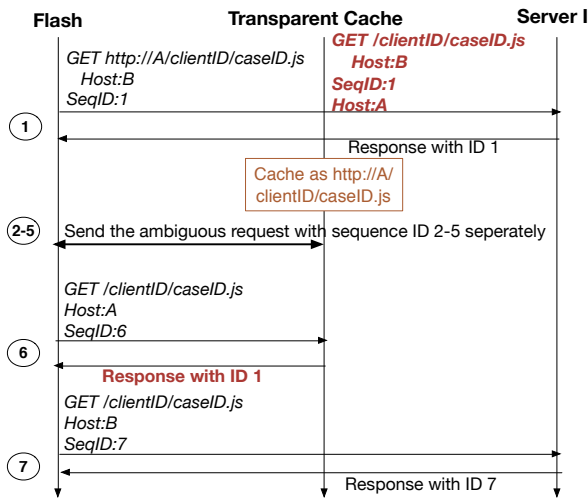 Flash
Transparent Cache
Server I
GET http://A/clientID/caseID.js
Host:B
SeqID:1
GET /clientID/caseID.js
Host:B
SeqID:1
Host:A
1
Response with ID 1
Cache as http://A/
clientID/caseID.js
2-5
Send the ambiguous request with sequence ID 2-5 seperately
GET /clientID/caseID.js
Host:A
SeqID:6
6
Response with ID 1
GET /clientID/caseID.js
Host:B
SeqID:7
7
Response with ID 7